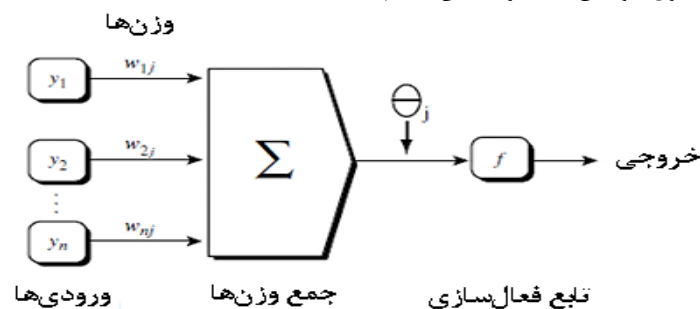 وزن‌ها
y₁ w₁ⱼ
Θⱼ
y₂ w₂ⱼ Σ f خروجی
⋮
yₙ wₙⱼ
ورودی‌ها جمع وزن‌ها تابع فعال‌سازی